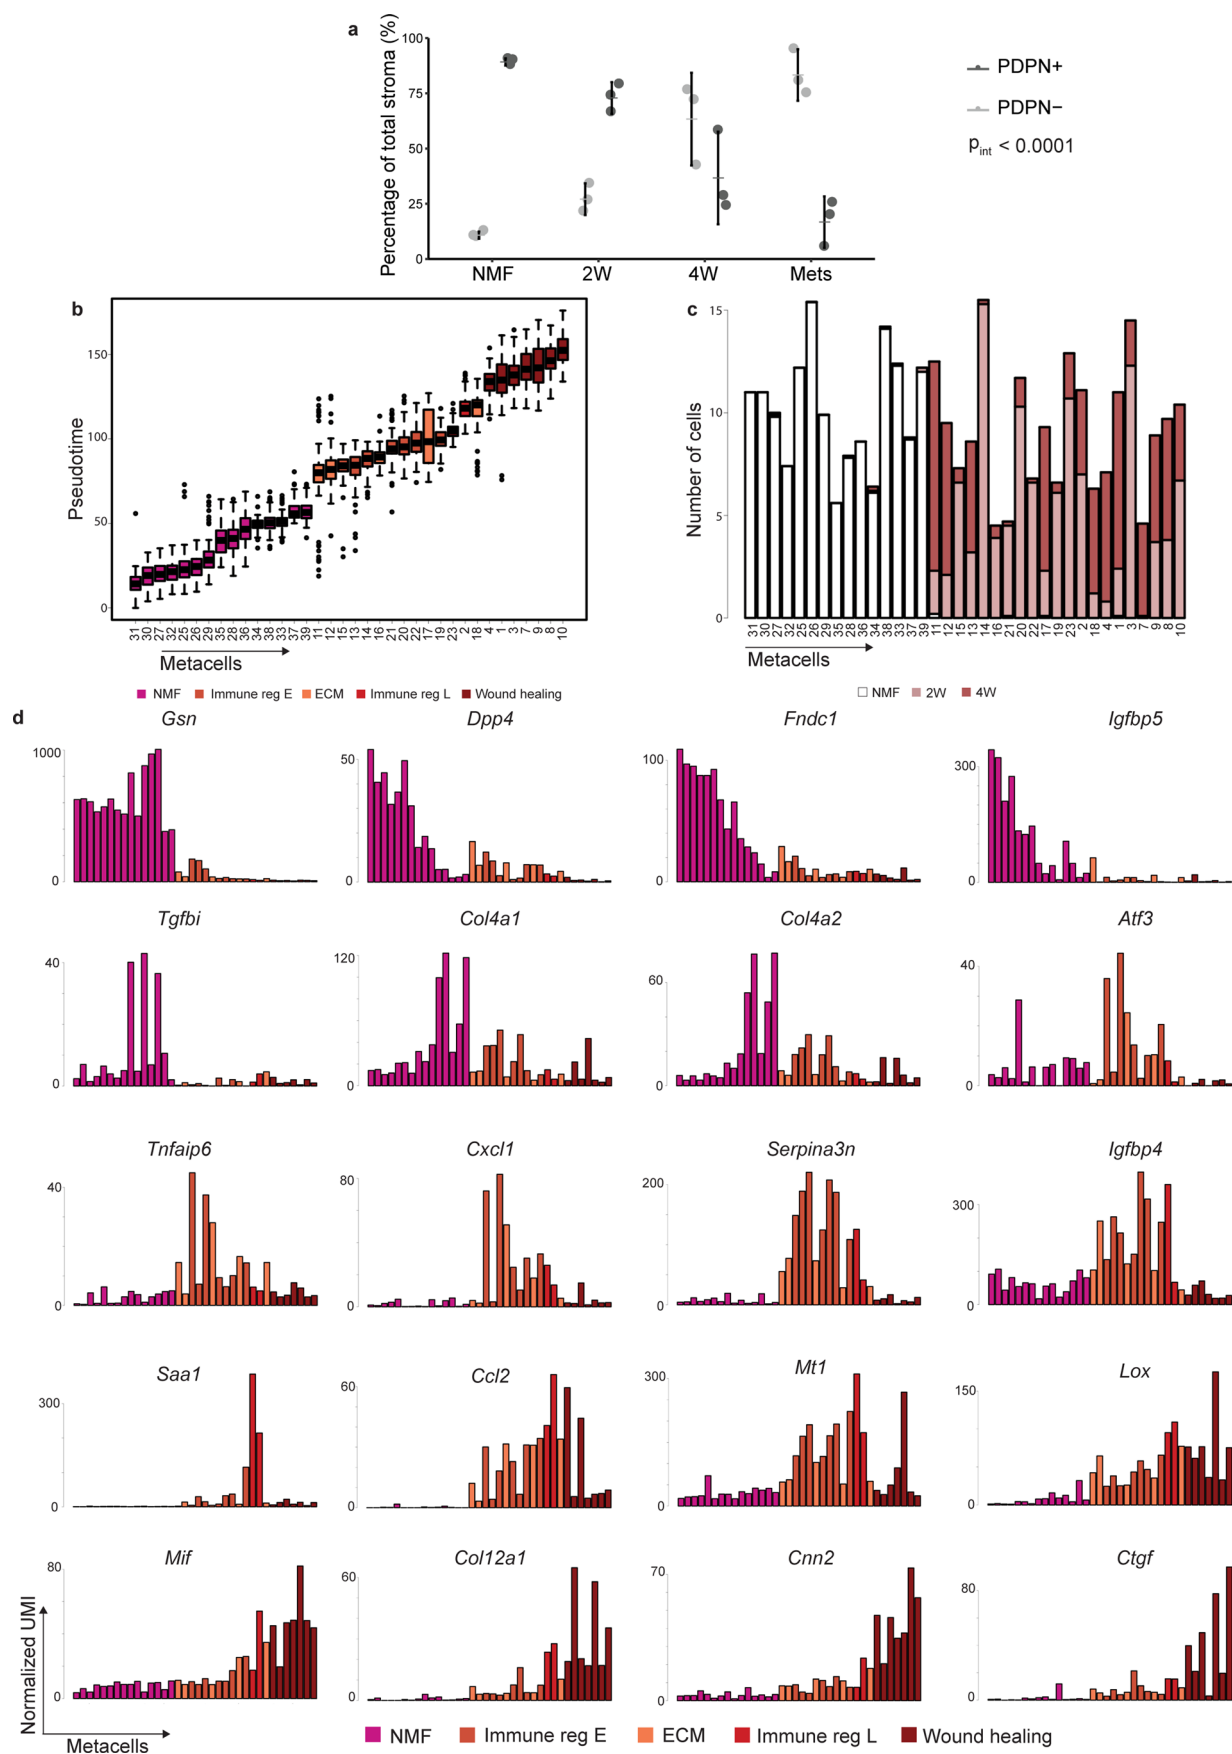 a
Percentage of total stroma (%)
100
75
50
25
0
NMF 2W 4W Mets
PDPN+
PDPN−
p int < 0.0001
b
Pseudotime
150
100
50
0
31 30 27 32 25 26 29 35 28 36 34 38 33 37 39 11 12 15 13 14 16 21 20 22 17 19 23 2 18 4 1 3 7 9 8 10
Metacells
NMF Immune reg E ECM Immune reg L Wound healing
c
Number of cells
15
10
5
0
31 30 27 32 25 26 29 35 28 36 34 38 33 37 39 11 12 15 13 14 16 21 20 22 17 19 23 2 18 4 1 3 7 9 8 10
Metacells
NMF 2W 4W
d
Gsn Dpp4 Fndc1 Igfbp5
1000 50 100 300
0 0 0 0
Tgfbi Col4a1 Col4a2 Atf3
40 120 60 40
0 0 0 0
Tnfaip6 Cxcl1 Serpina3n Igfbp4
40 80 200 300
0 0 0 0
Saa1 Ccl2 Mt1 Lox
300 60 300 150
0 0 0 0
Mif Col12a1 Cnn2 Ctgf
80 60 70 80
0 0 0 0
Normalized UMI
Metacells
NMF Immune reg E ECM Immune reg L Wound healing